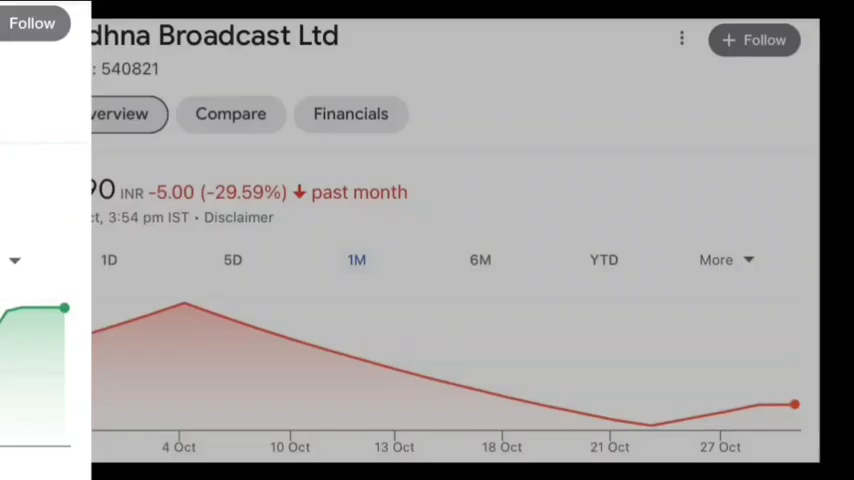 Follow
dhna Broadcast Ltd
+ Follow
: 540821
verview
Compare
Financials
90 INR -5.00 (-29.59%) ↓ past month
ct, 3:54 pm IST • Disclaimer
1D
5D
1M
6M
YTD
More
4 Oct
10 Oct
13 Oct
18 Oct
21 Oct
27 Oct